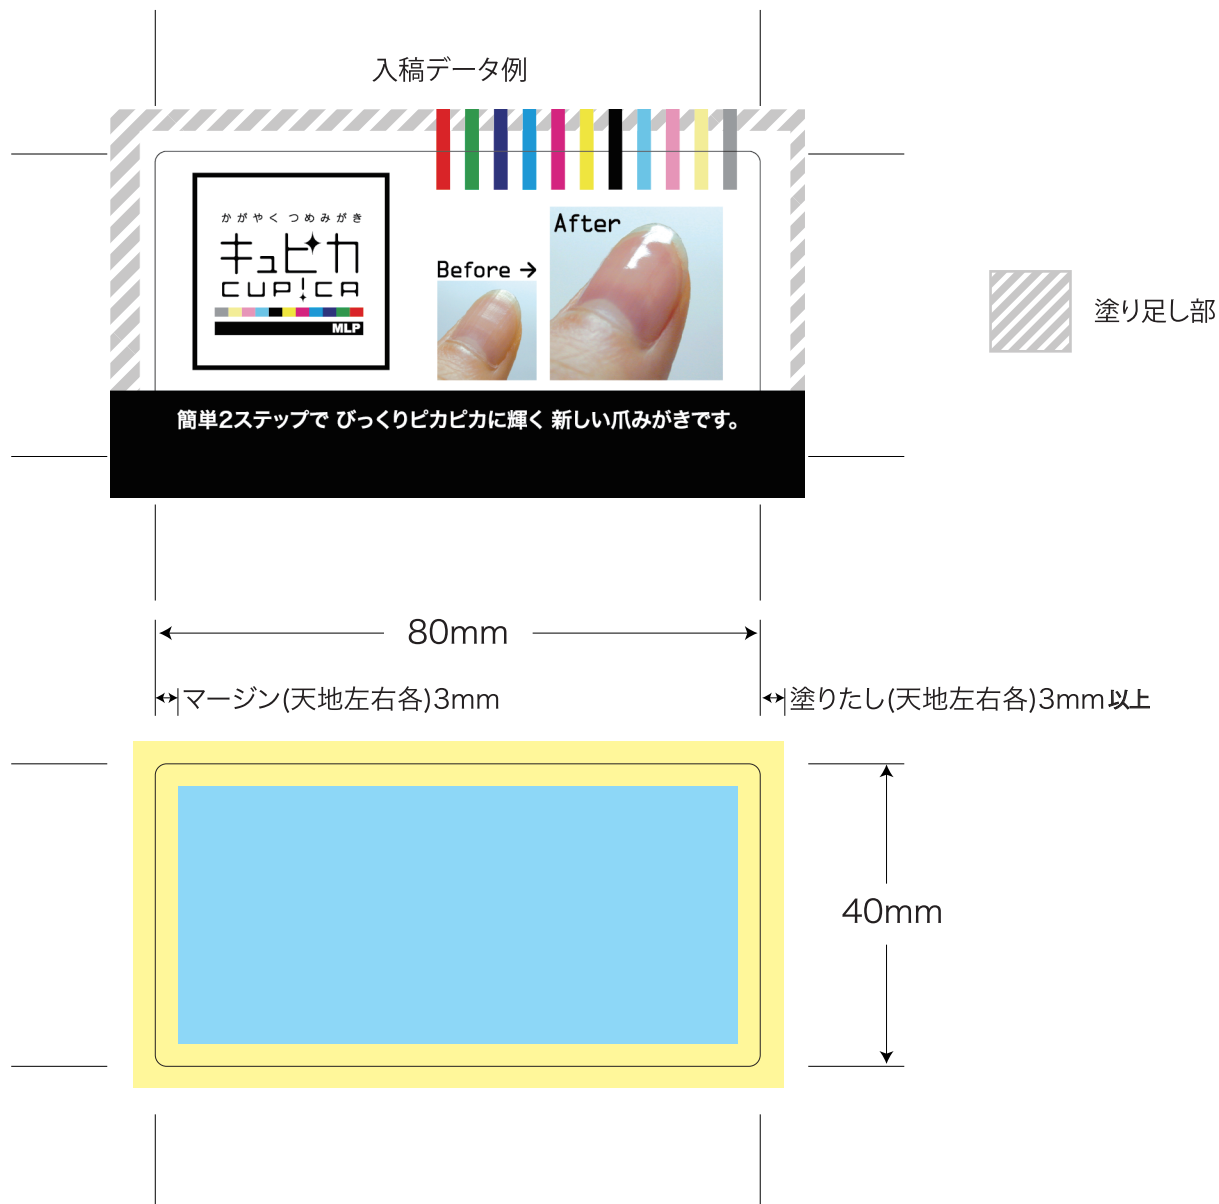 入稿データ例
かがやく つめみがき
キュピカ
CUP!CA
MLP
Before →
After
塗り足し部
簡単2ステップで びっくりピカピカに輝く 新しい爪みがきです。
80mm
マージン(天地左右各)3mm
塗りたし(天地左右各)3mm以上
40mm